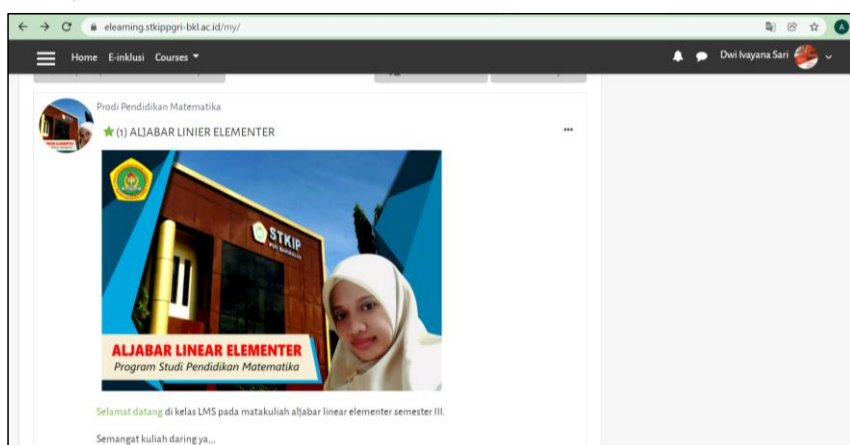 elearning.stkippgri-bkl.ac.id/my/
A
Home E-inklusi Courses
Dwi Ivayana Sari
Prodi Pendidikan Matematika
(1) ALJABAR LINIER ELEMENTER
STKIP
ALJABAR LINEAR ELEMENTER
Program Studi Pendidikan Matematika
Selamat datang di kelas LMS pada matakuliah aljabar linear elementer semester III.
Semangat kuliah daring ya,,,